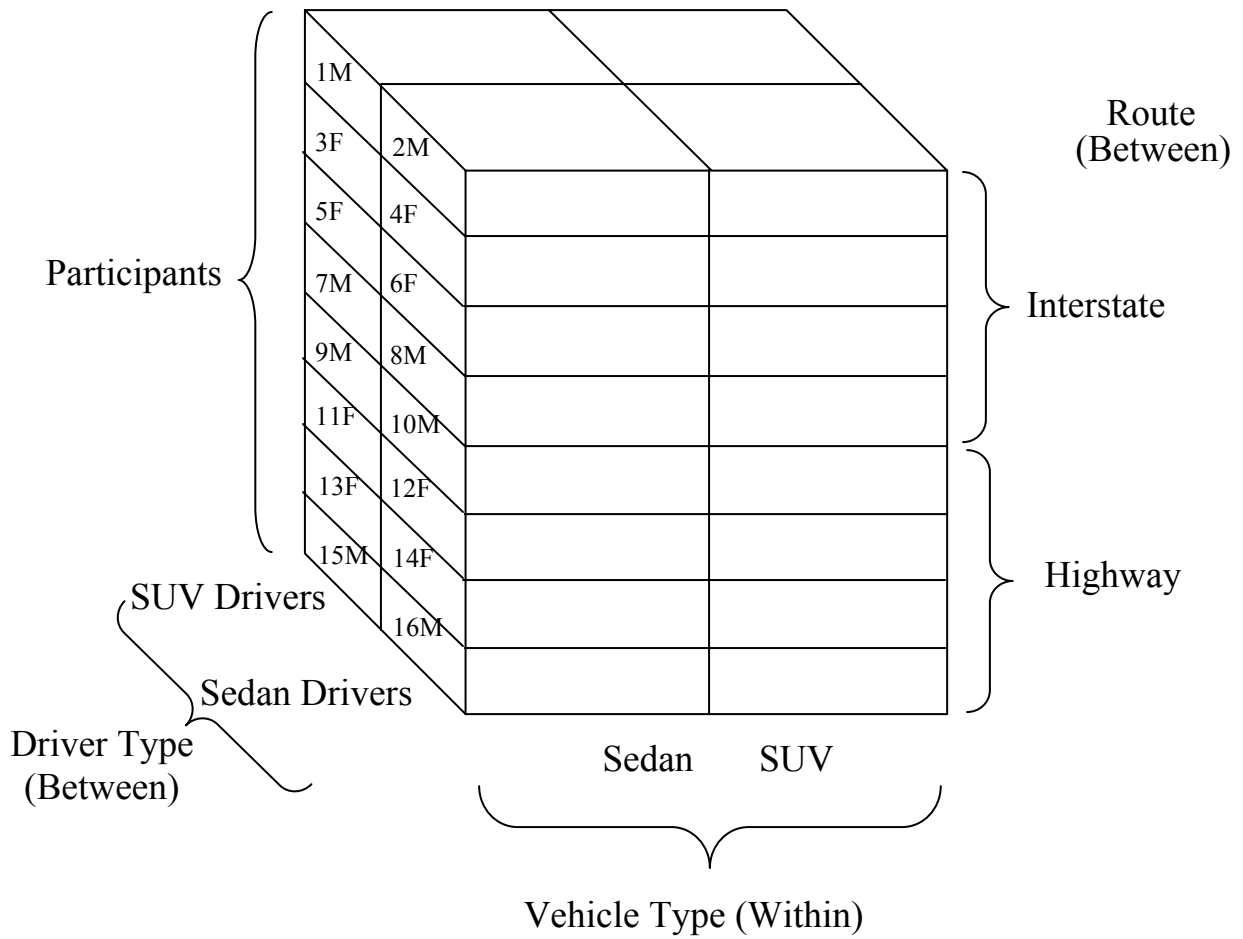 1M
3F
2M
5F
4F
7M
6F
9M
8M
11F
10M
13F
12F
15M
14F
16M
Route
(Between)
Participants
Interstate
Highway
SUV Drivers
Sedan Drivers
Driver Type
(Between)
Sedan
SUV
Vehicle Type (Within)